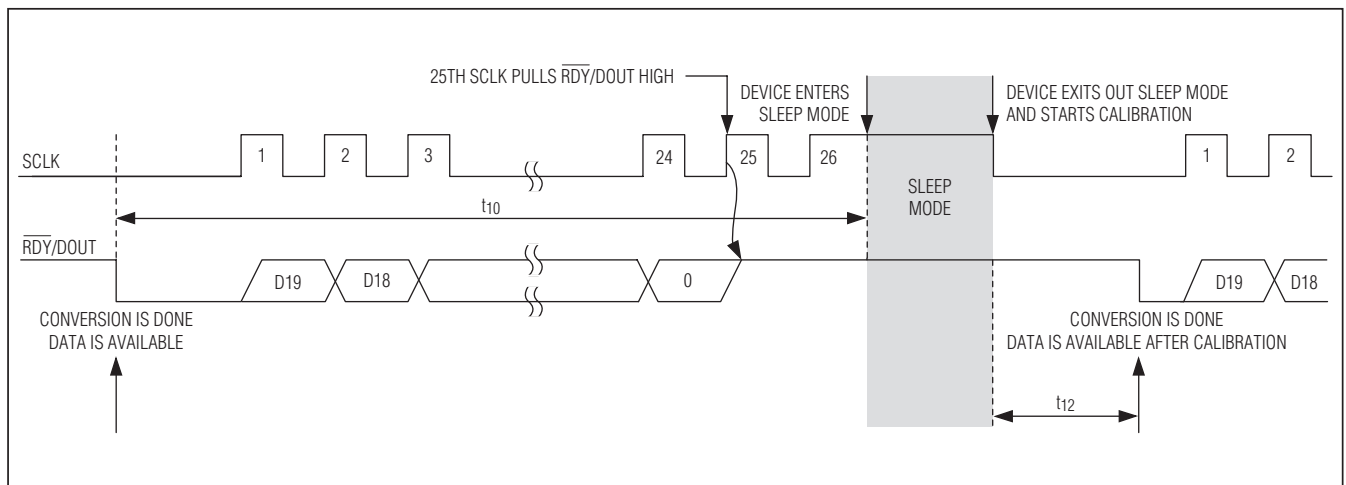 25TH SCLK PULLS R̅D̅Y̅/DOUT HIGH
DEVICE ENTERS
SLEEP MODE
DEVICE EXITS OUT SLEEP MODE
AND STARTS CALIBRATION
SCLK
1
2
3
24
25
26
1
2
SLEEP
MODE
t10
R̅D̅Y̅/DOUT
D19
D18
0
D19
D18
CONVERSION IS DONE
DATA IS AVAILABLE
CONVERSION IS DONE
DATA IS AVAILABLE AFTER CALIBRATION
t12